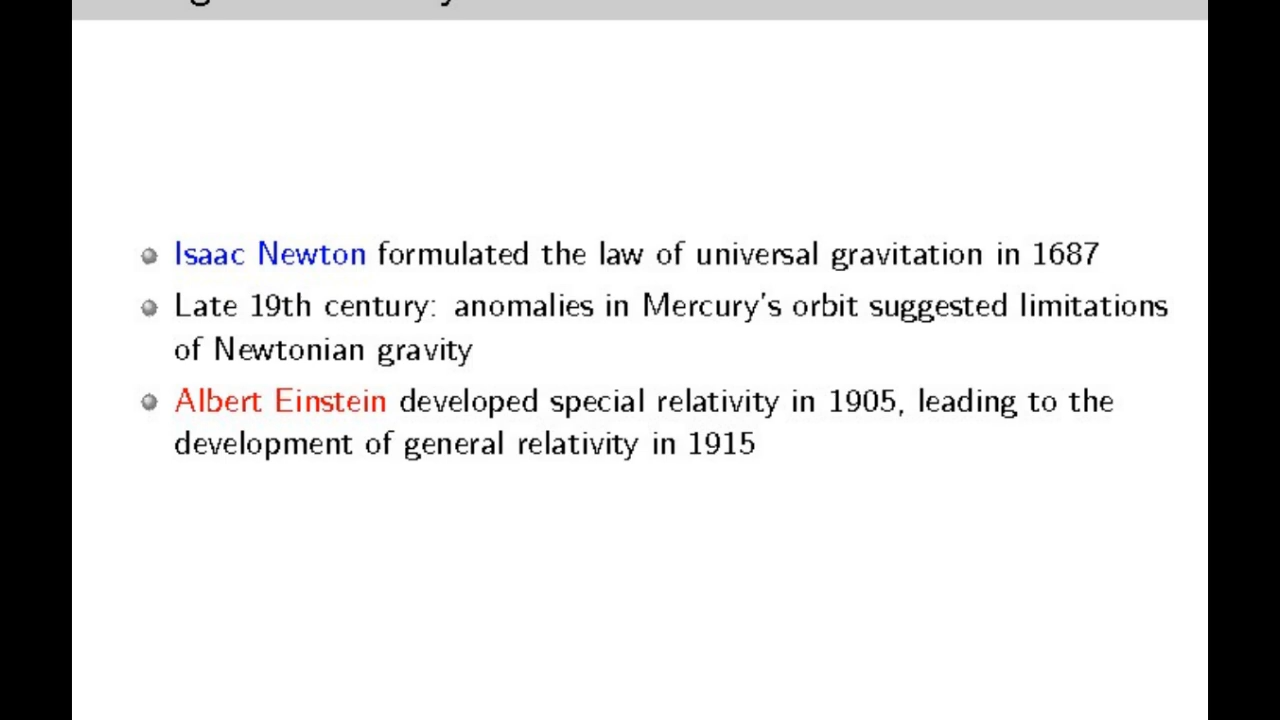 Isaac Newton formulated the law of universal gravitation in 1687
Late 19th century: anomalies in Mercury's orbit suggested limitations
of Newtonian gravity
Albert Einstein developed special relativity in 1905, leading to the
development of general relativity in 1915